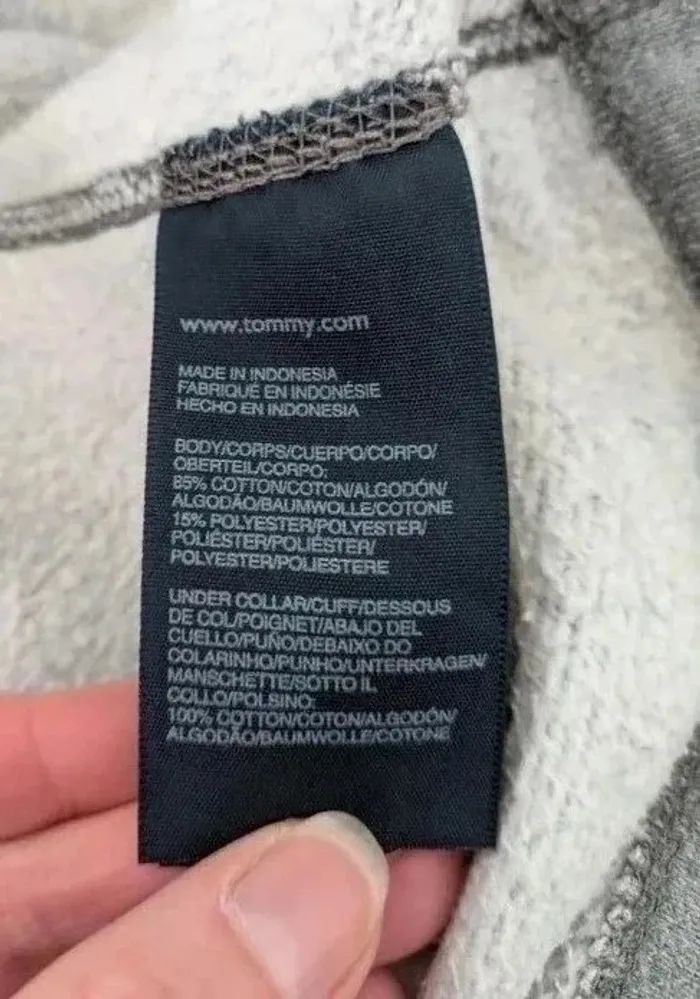 www.tommy.com
MADE IN INDONESIA
FABRIQUÉ EN INDONÉSIE
HECHO EN INDONESIA
BODY/CORPS/CUERPO/CORPO/
OBERTEIL/CORPO:
85% COTTON/COTON/ALGODÓN/
ALGODÃO/BAUMWOLLE/COTONE
15% POLYESTER/POLYESTER/
POLIÉSTER/POLIÉSTER/
POLYESTER/POLIESTERE
UNDER COLLAR/CUFF/DESSOUS
DE COL/POIGNET/ABAJO DEL
CUELLO/PUÑO/DEBAIXO DO
COLARINHO/PUNHO/UNTERKRAGEN/
MANSCHETTE/SOTTO IL
COLLO/POLSINO:
100% COTTON/COTON/ALGODÓN/
ALGODÃO/BAUMWOLLE/COTONE